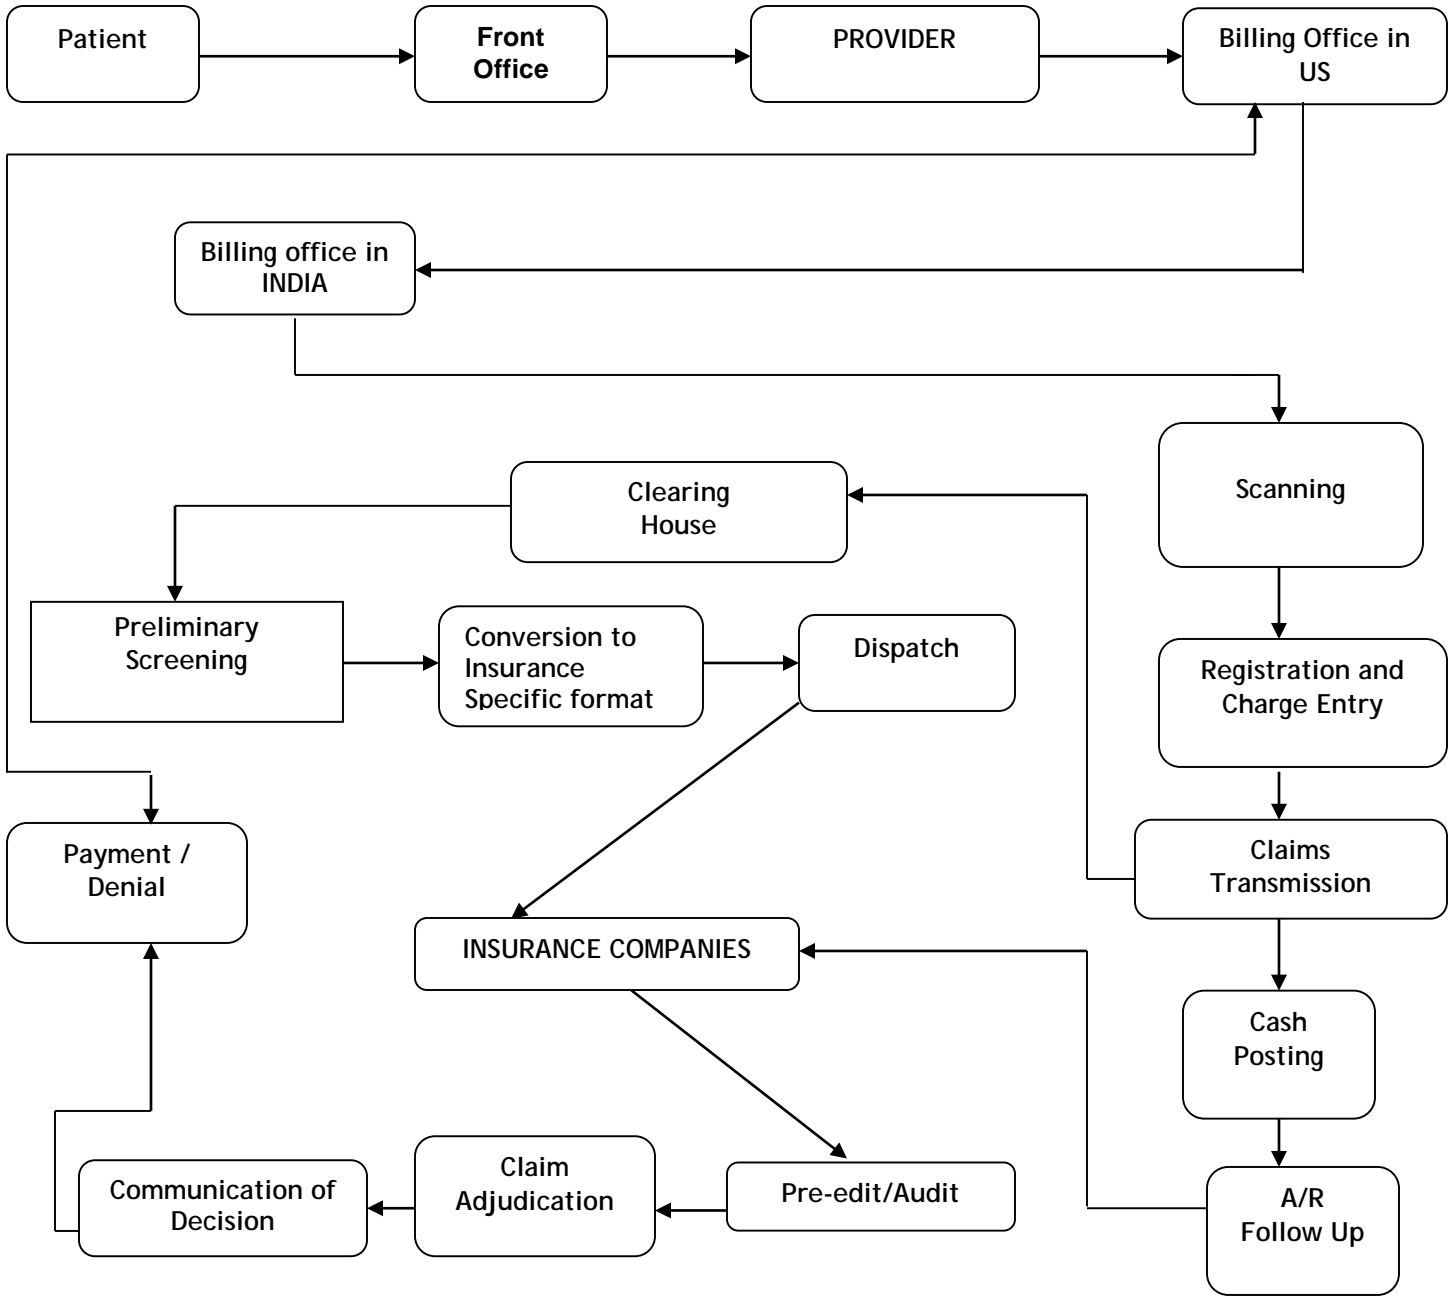 Patient
Front
Office
PROVIDER
Billing Office in
US
Billing office in
INDIA
Scanning
Clearing
House
Preliminary
Screening
Conversion to
Insurance
Specific format
Dispatch
Registration and
Charge Entry
Payment /
Denial
Claims
Transmission
INSURANCE COMPANIES
Cash
Posting
Communication of
Decision
Claim
Adjudication
Pre-edit/Audit
A/R
Follow Up